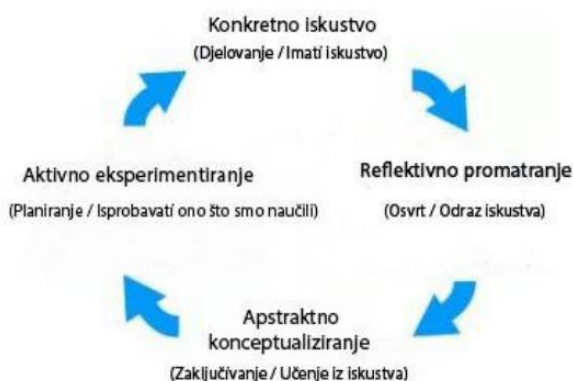 Konkretno iskustvo
(Djelovanje / Imati iskustvo)
Aktivno eksperimentiranje
(Planiranje / Isprobavati ono što smo naučili)
Reflektivno promatranje
(Osvrt / Odraz iskustva)
Apstraktno
konceptualiziranje
(Zaključivanje / Učenje iz iskustva)